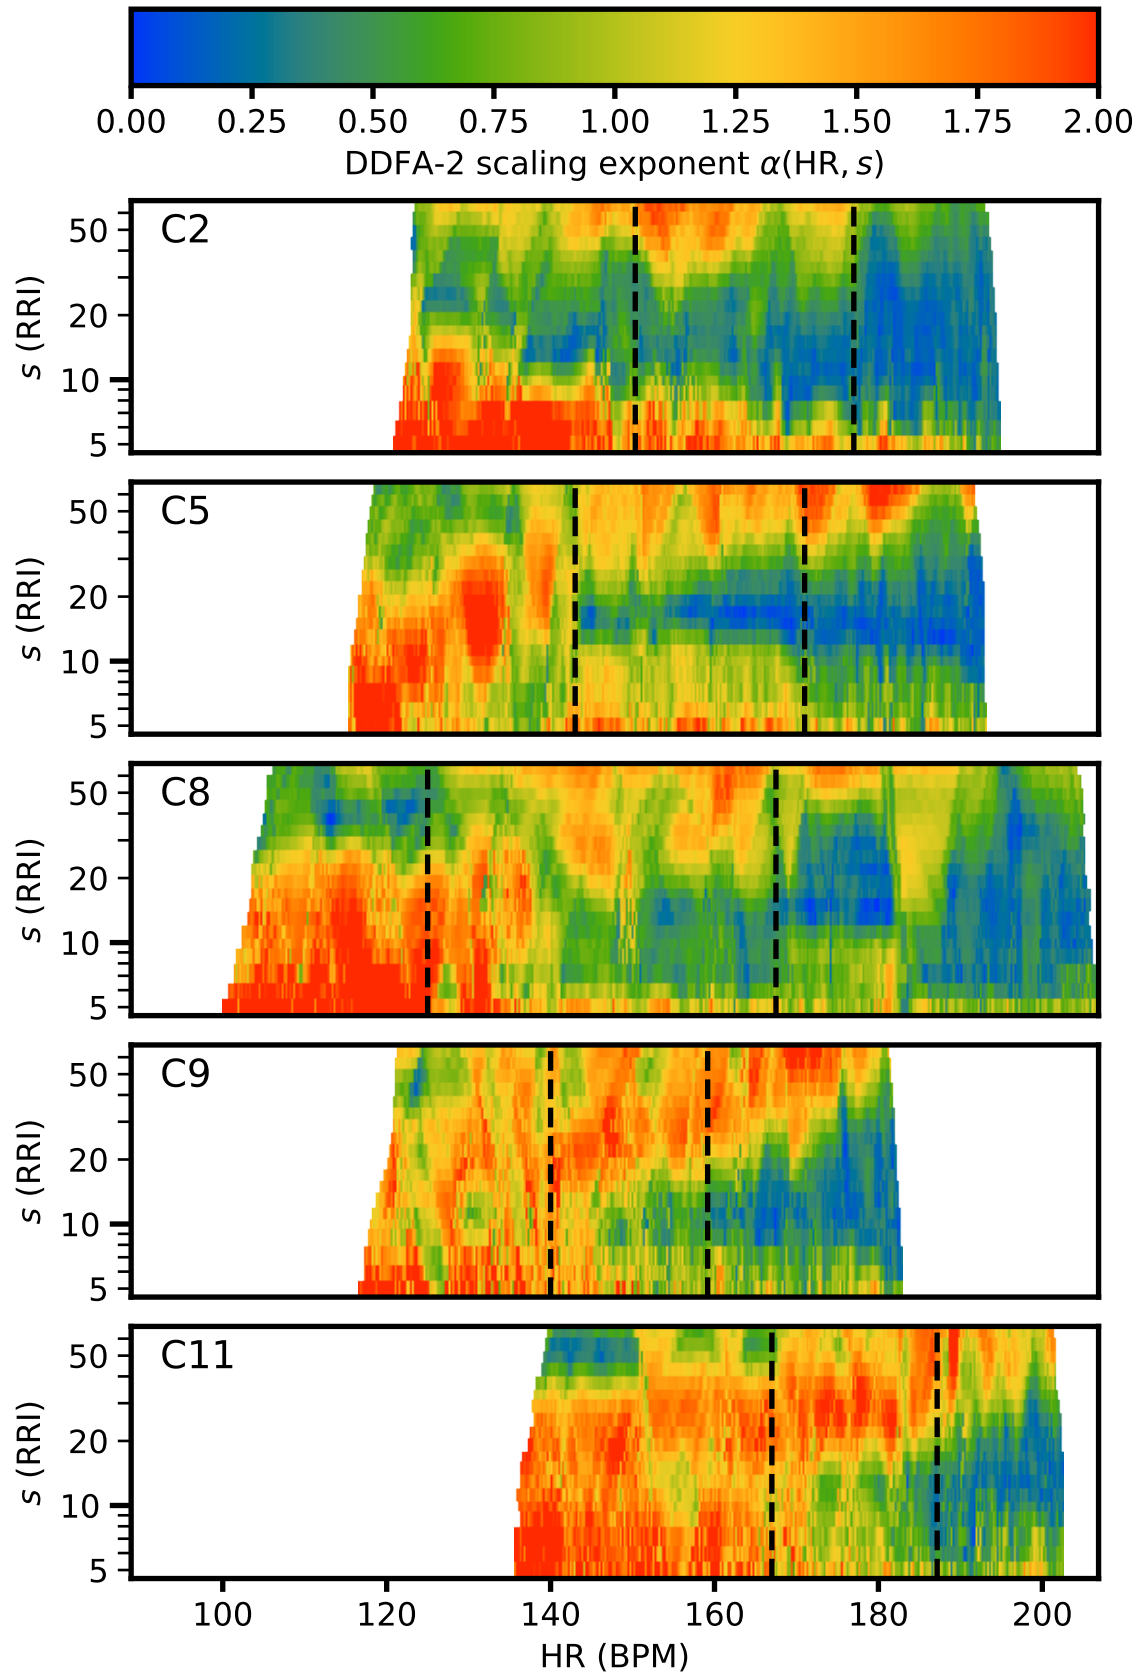 0.00 0.25 0.50 0.75 1.00 1.25 1.50 1.75 2.00
DDFA-2 scaling exponent α(HR, s)
C2
50
20
10
5
s (RRI)
C5
50
20
10
5
s (RRI)
C8
50
20
10
5
s (RRI)
C9
50
20
10
5
s (RRI)
C11
50
20
10
5
s (RRI)
100 120 140 160 180 200
HR (BPM)